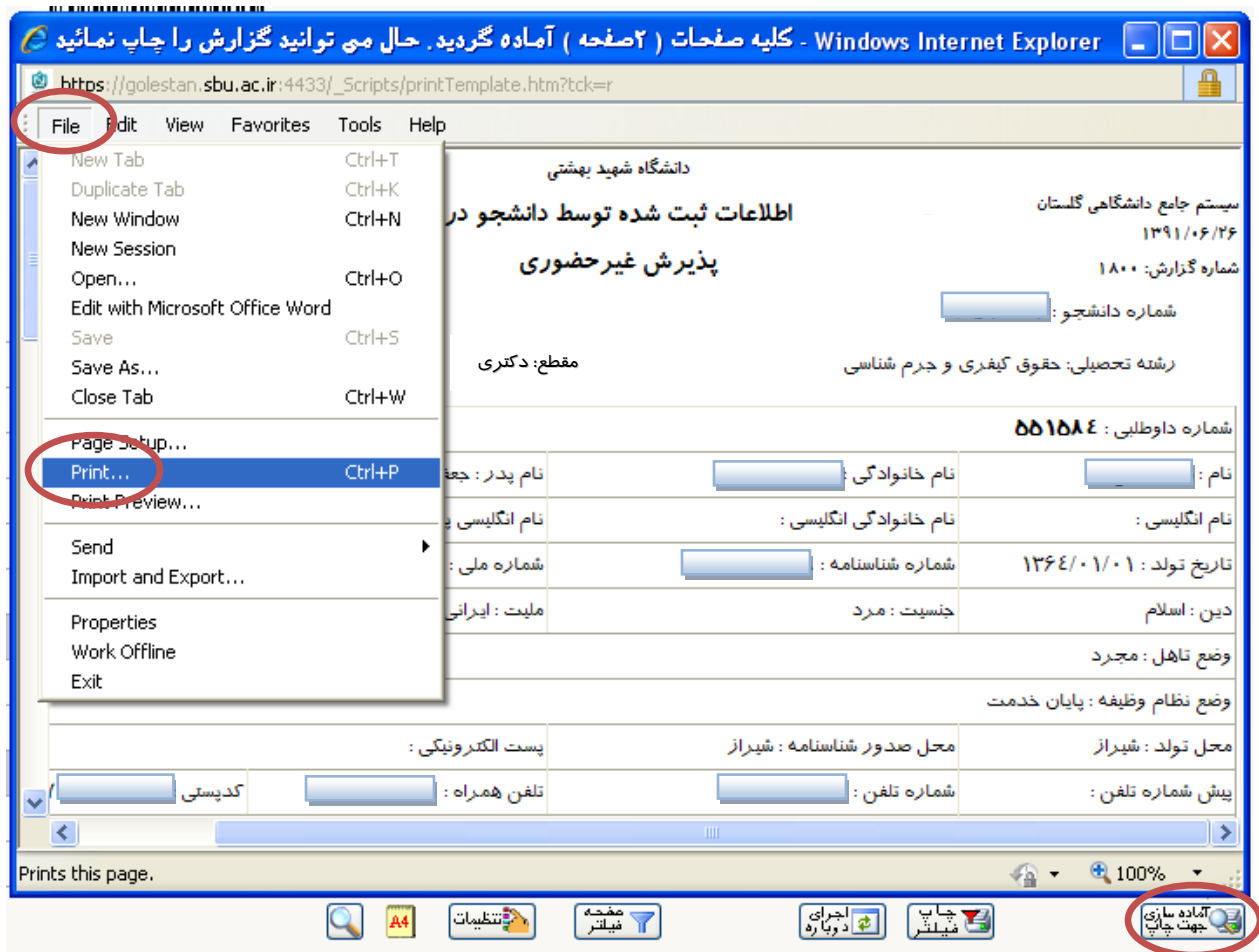 کلیه صفحات ( ۲صفحه ) آماده گردید. حال می توانید گزارش را چاپ نمائید - Windows Internet Explorer
https://golestan.sbu.ac.ir:4433/_Scripts/printTemplate.htm?tck=r
File Edit View Favorites Tools Help
New Tab Ctrl+T
Duplicate Tab Ctrl+K
New Window Ctrl+N
New Session
Open... Ctrl+O
Edit with Microsoft Office Word
Save Ctrl+S
Save As...
Close Tab Ctrl+W
Page Setup...
Print... Ctrl+P
Print Preview...
Send
Import and Export...
Properties
Work Offline
Exit
دانشگاه شهید بهشتی
سیستم جامع دانشگاهی گلستان
اطلاعات ثبت شده توسط دانشجو در
۱۳۹۱/۰۶/۲۶
پذیرش غیرحضوری
شماره گزارش: ۱۸۰۰
شماره دانشجو :
رشته تحصیلی: حقوق کیفری و جرم شناسی مقطع: دکتری
شماره داوطلبی : ۵۵۱۵۸٤
نام : نام خانوادگی : نام پدر :
نام انگلیسی : نام خانوادگی انگلیسی : نام انگلیسی
تاریخ تولد : ۱۳۶٤/۰۱/۰۱ شماره شناسنامه : شماره ملی :
دین : اسلام جنسیت : مرد ملیت : ایرانی
وضع تاهل : مجرد
وضع نظام وظیفه : پایان خدمت
محل تولد : شیراز محل صدور شناسنامه : شیراز پست الکترونیکی :
پیش شماره تلفن : شماره تلفن : تلفن همراه : کدپستی
Prints this page. 100%
آماده سازی جهت چاپ چاپ فیلتر اجرای دوباره صفحه فیلتر تنظیمات A4